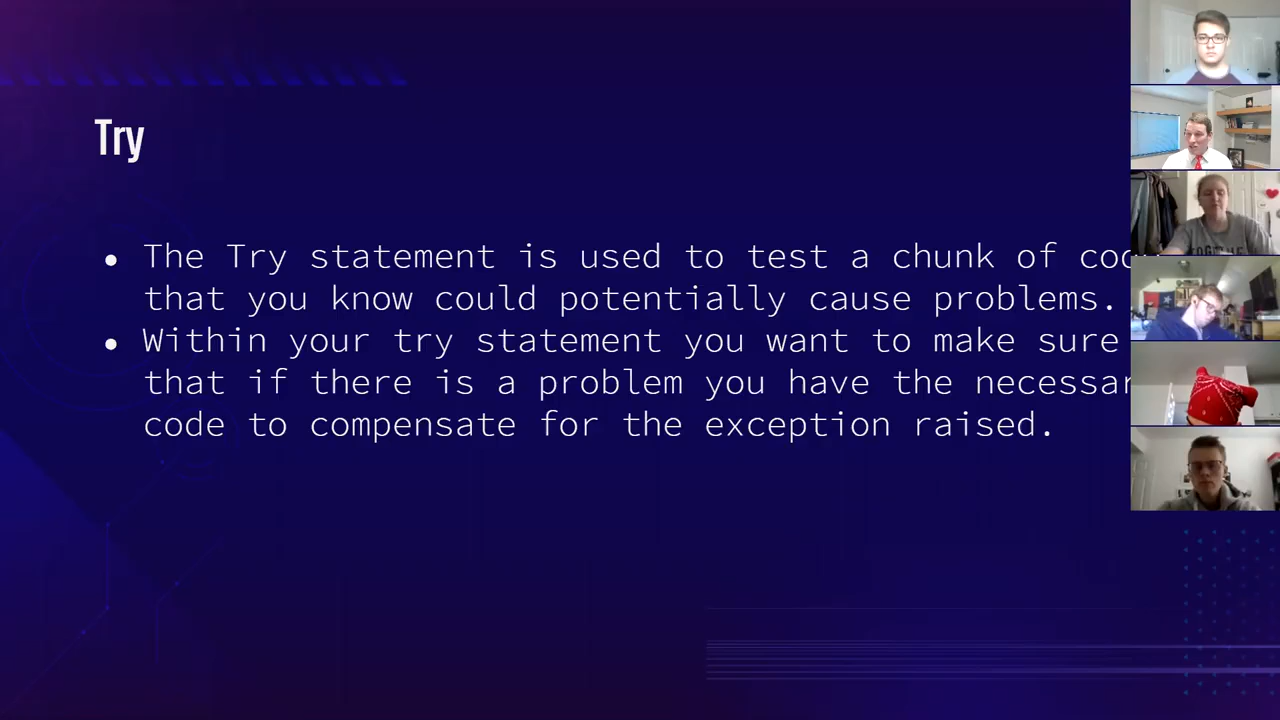 Try
• The Try statement is used to test a chunk of
that you know could potentially cause problems.
• Within your try statement you want to make sure
that if there is a problem you have the
code to compensate for the exception raised.